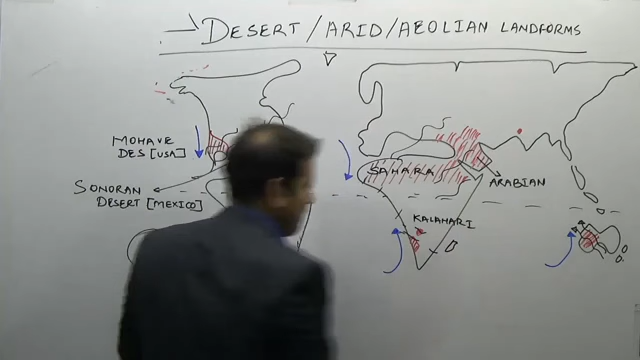 → DESERT/ARID/AEOLIAN LANDFORMS
MOHAVE
DES [USA]
SONORAN
DESERT [MEXICO]
SAHARA
ARABIAN
KALAHARI